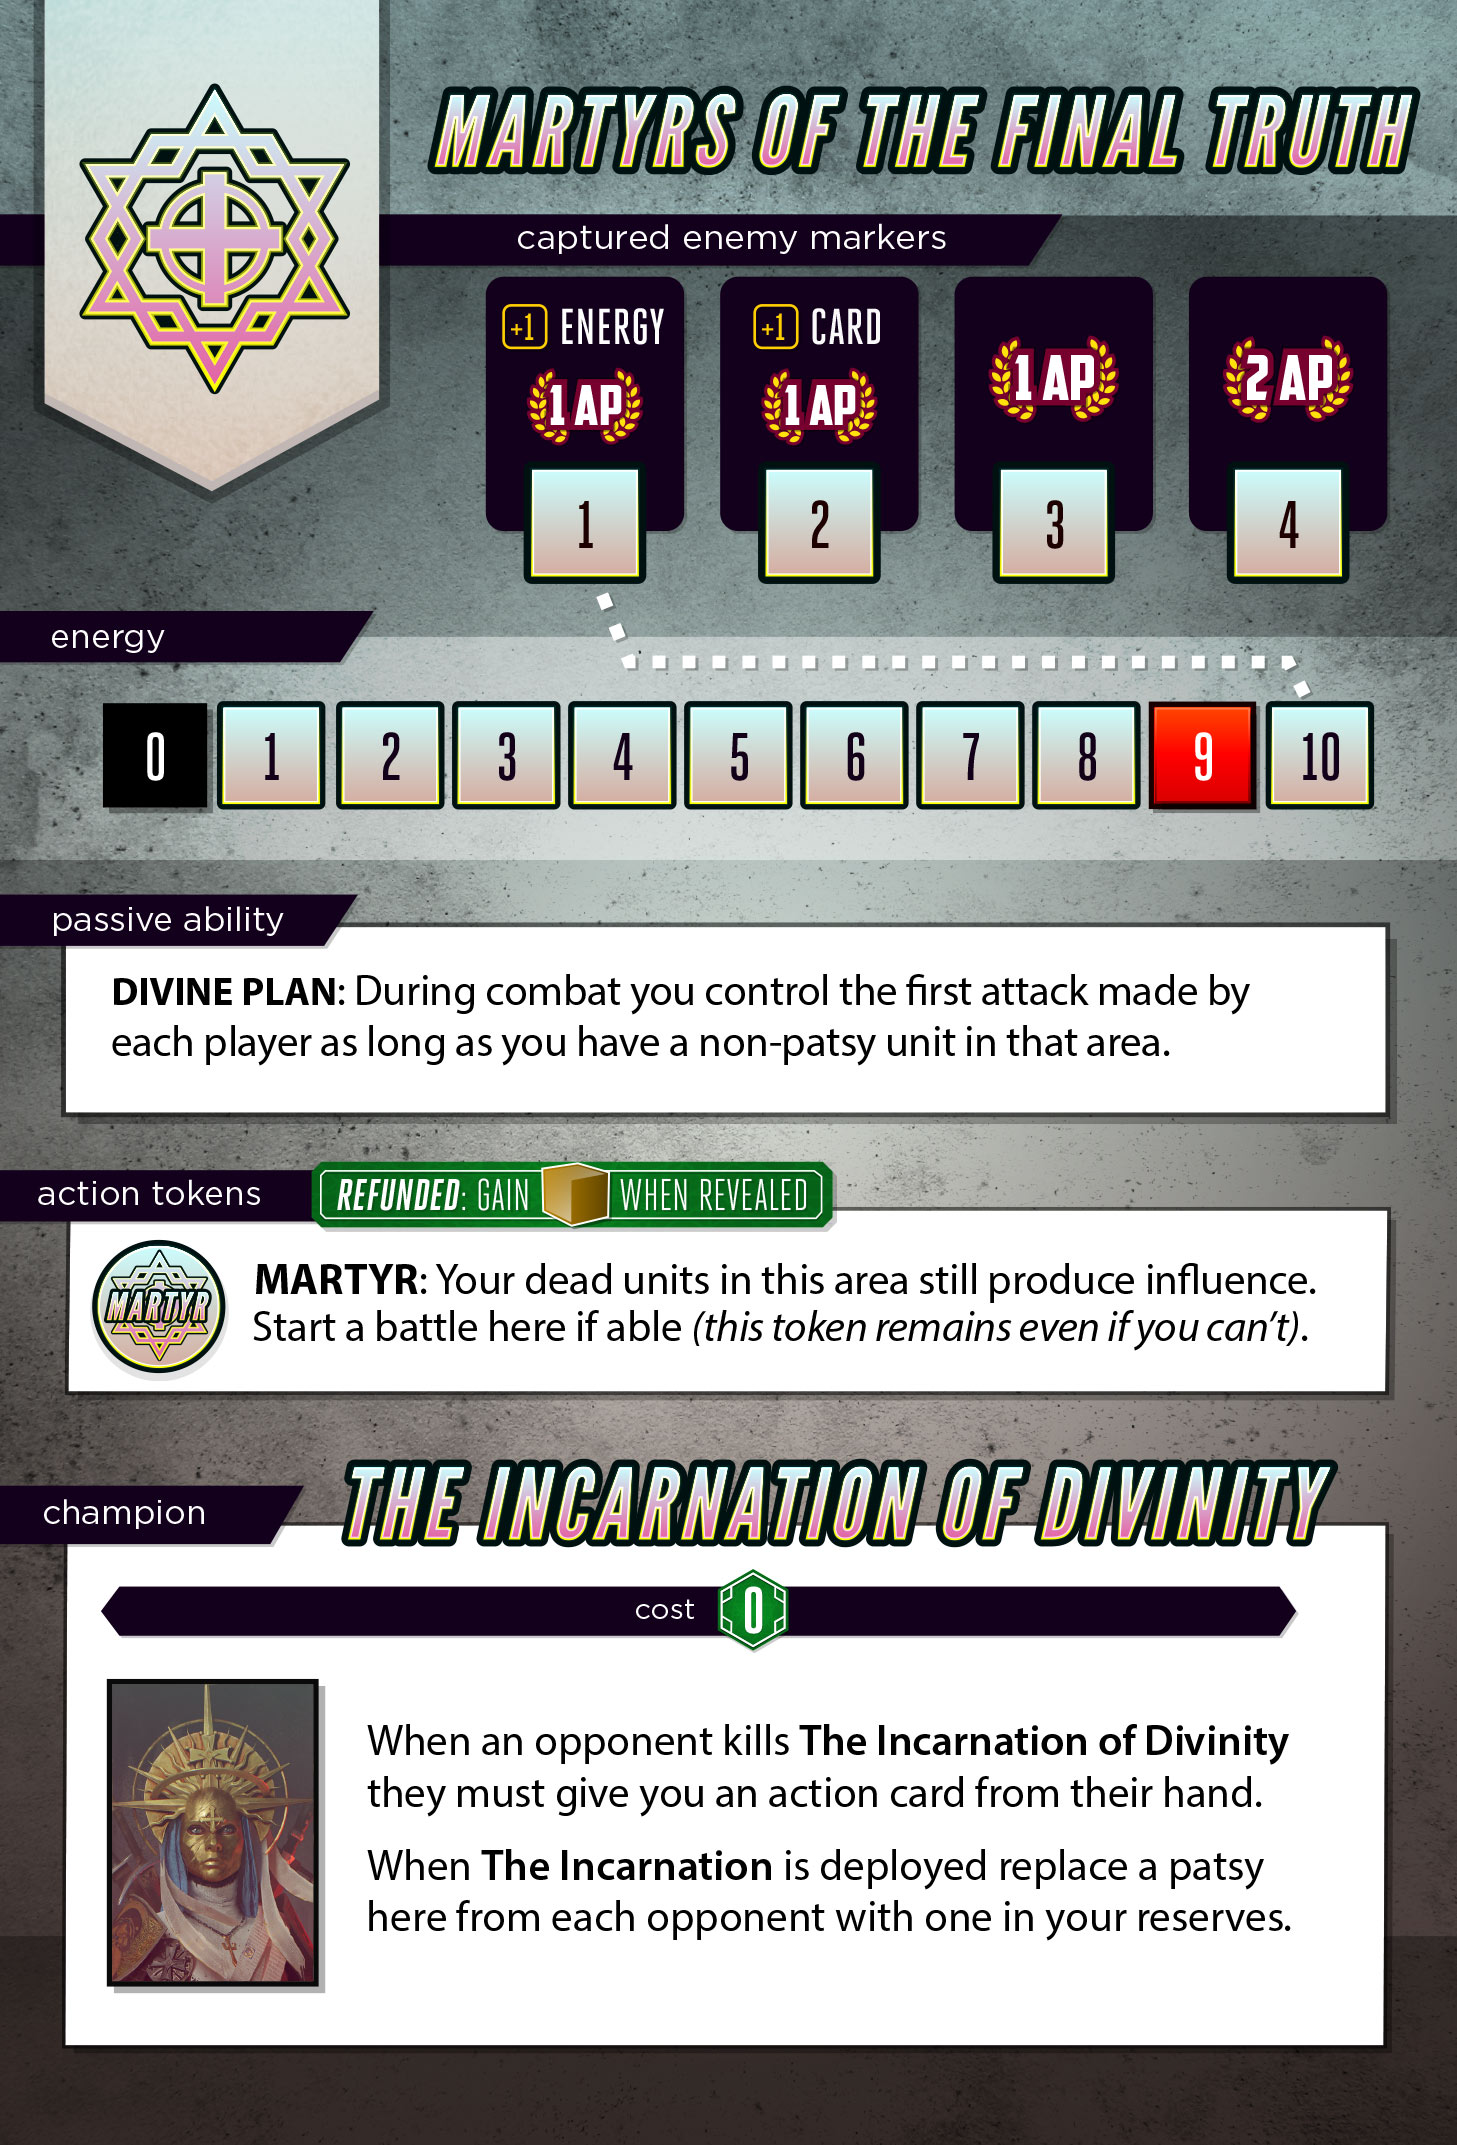 MARTYRS OF THE FINAL TRUTH
captured enemy markers
+1 ENERGY
1 AP
1
+1 CARD
1 AP
2
1 AP
3
2 AP
4
energy
0 1 2 3 4 5 6 7 8 9 10
passive ability
DIVINE PLAN: During combat you control the first attack made by
each player as long as you have a non-patsy unit in that area.
action tokens
REFUNDED: GAIN WHEN REVEALED
MARTYR
MARTYR: Your dead units in this area still produce influence.
Start a battle here if able (this token remains even if you can't).
champion
THE INCARNATION OF DIVINITY
cost 0
When an opponent kills The Incarnation of Divinity
they must give you an action card from their hand.
When The Incarnation is deployed replace a patsy
here from each opponent with one in your reserves.